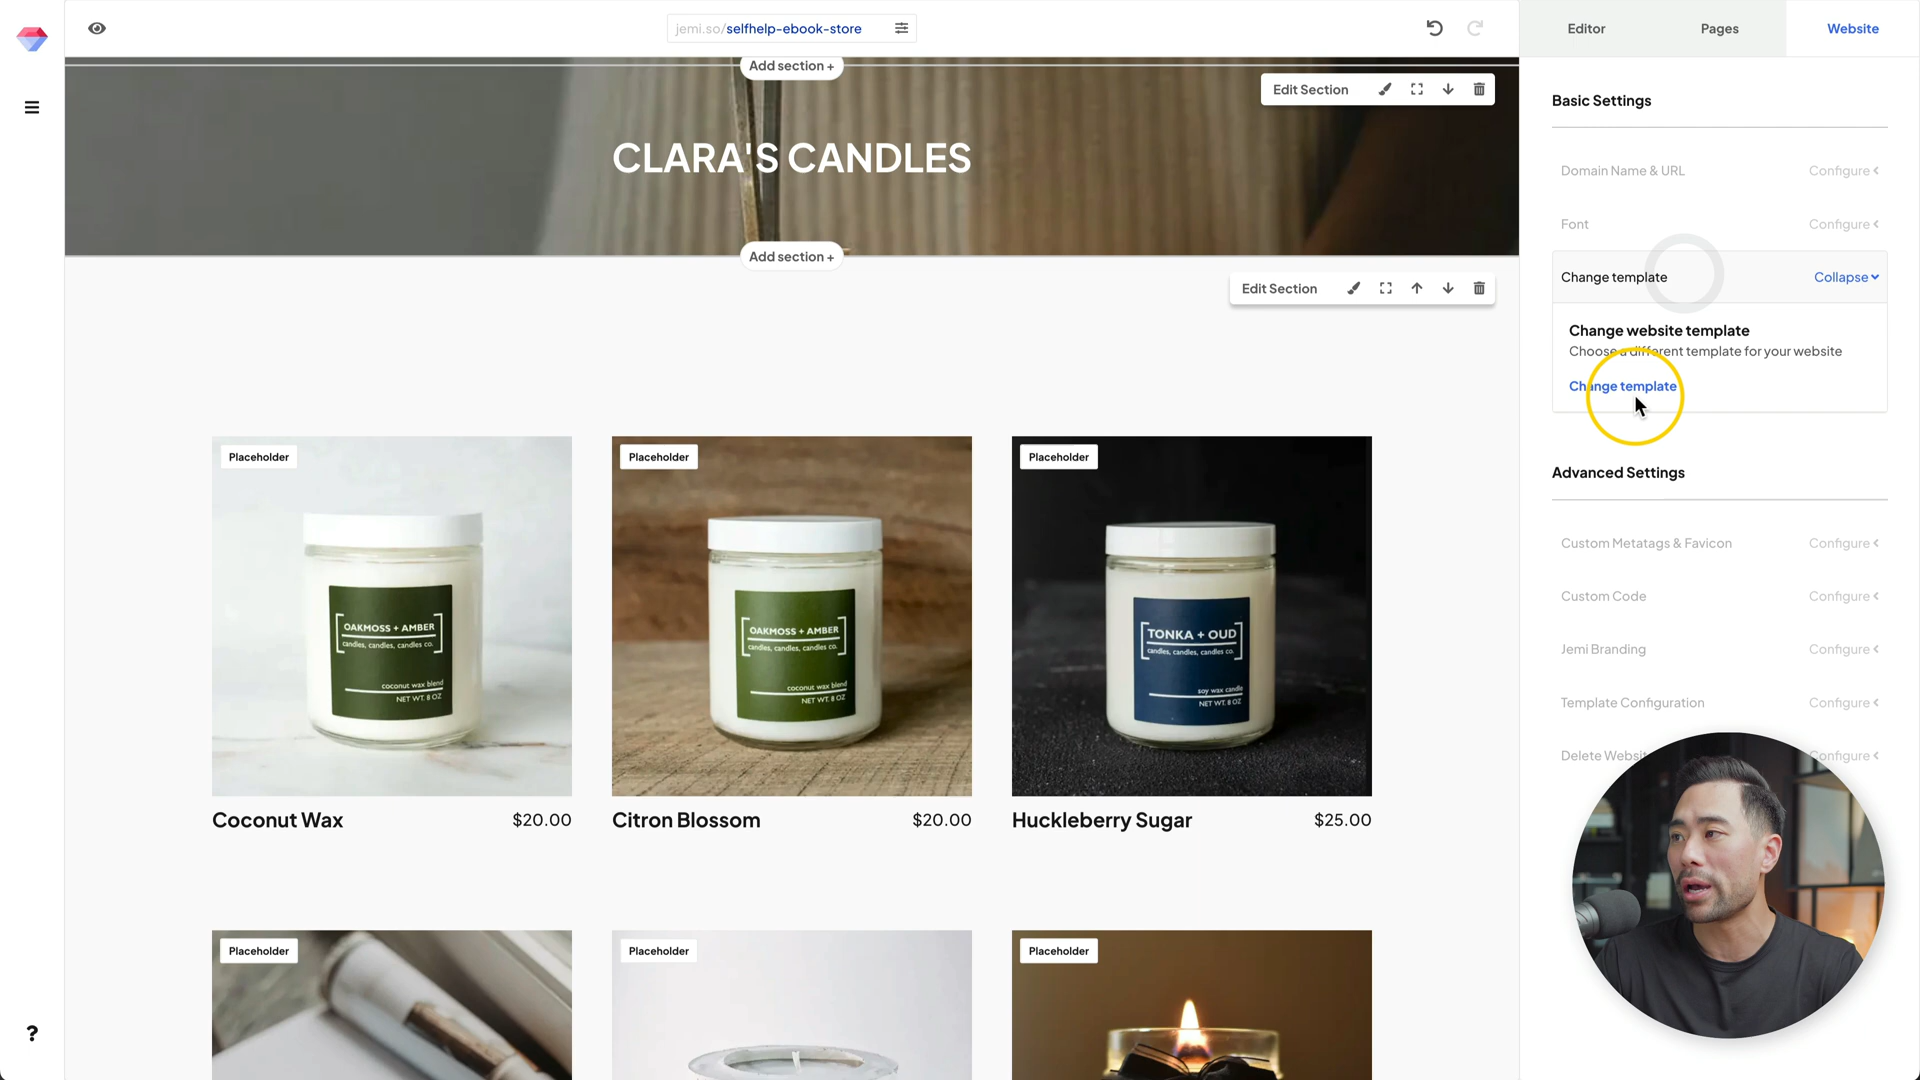 jemi.so/selfhelp-ebook-store
Editor
Pages
Website
Add section +
Edit Section
CLARA'S CANDLES
Add section +
Edit Section
Basic Settings
Domain Name & URL
Configure
Font
Configure
Change template
Collapse
Change website template
Choose a different template for your website
Change template
Advanced Settings
Custom Metatags & Favicon
Configure
Custom Code
Configure
Jemi Branding
Configure
Template Configuration
Configure
Delete Websit
Configure
Placeholder
OAKMOSS + AMBER
candles, candles, candles co.
coconut wax blend
NET WT. 8 OZ
Placeholder
OAKMOSS + AMBER
candles, candles, candles co.
coconut wax blend
NET WT. 8 OZ
Placeholder
TONKA + OUD
candles, candles, candles co.
soy wax candle
NET WT. 8 OZ
Coconut Wax
$20.00
Citron Blossom
$20.00
Huckleberry Sugar
$25.00
Placeholder
Placeholder
Placeholder
?